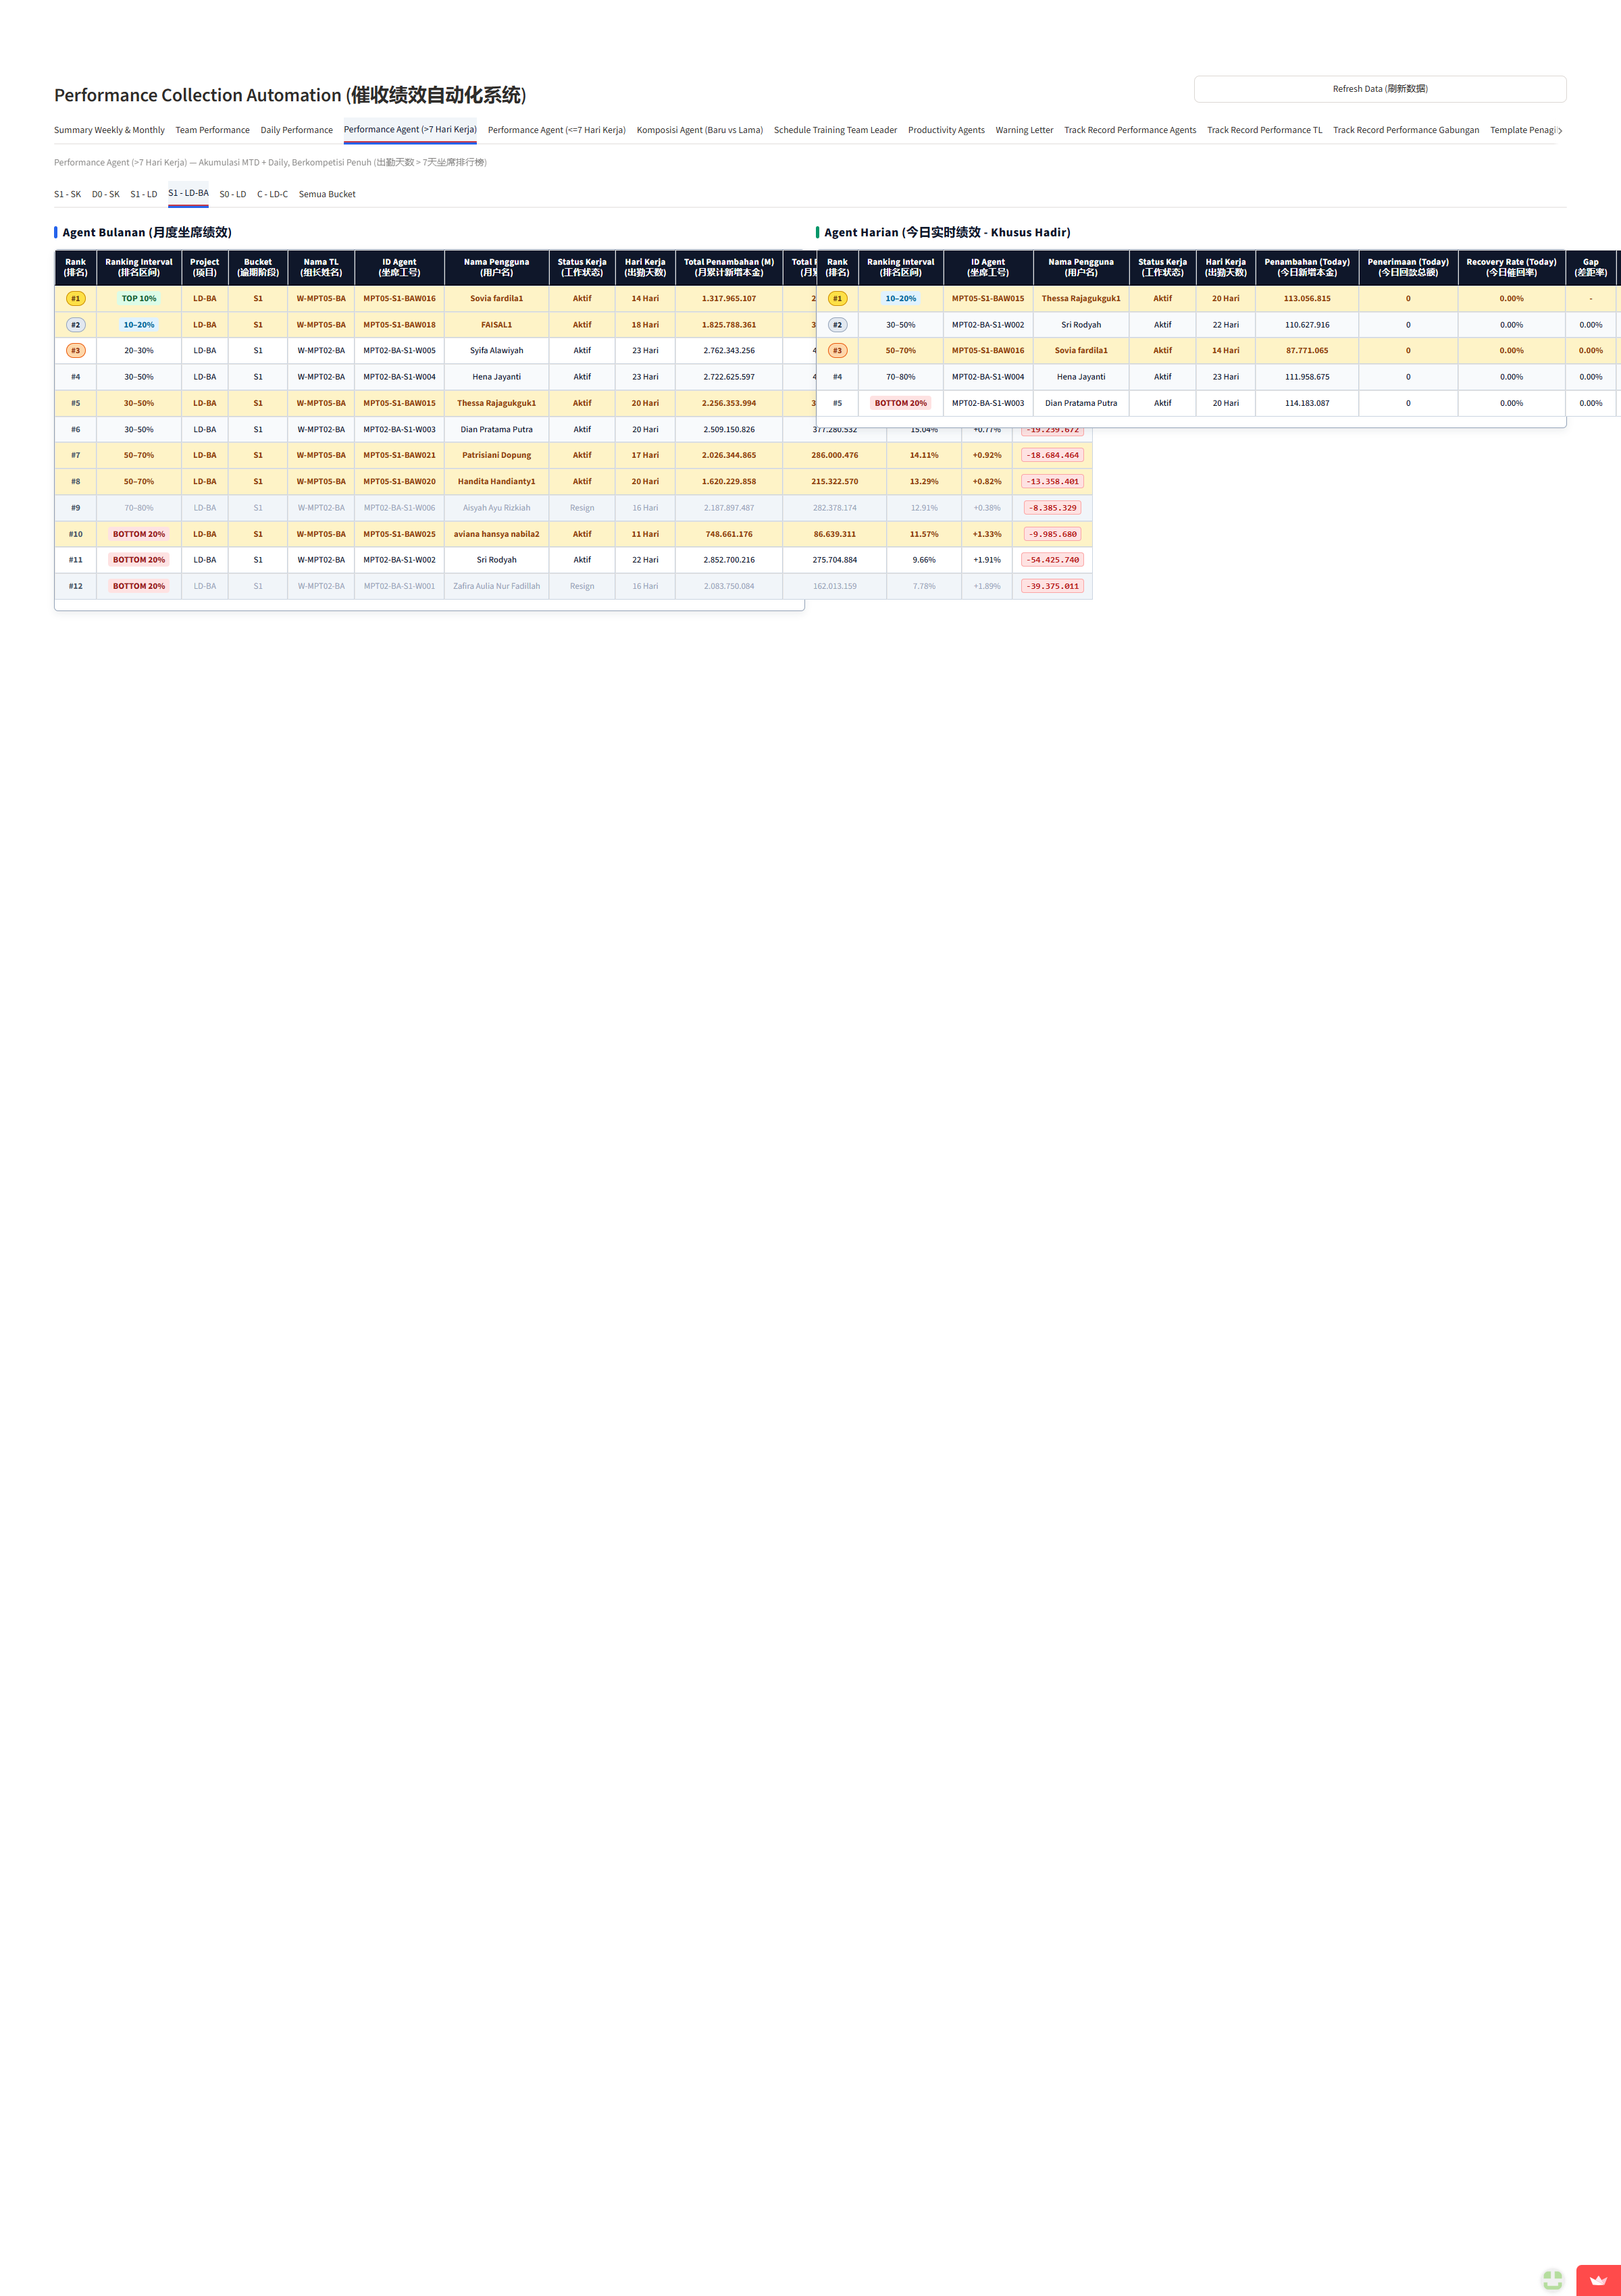 Performance Collection Automation (催收绩效自动化系统)
Refresh Data (刷新数据)
Summary Weekly & Monthly Team Performance Daily Performance Performance Agent (>7 Hari Kerja) Performance Agent (<=7 Hari Kerja) Komposisi Agent (Baru vs Lama) Schedule Training Team Leader Productivity Agents Warning Letter Track Record Performance Agents Track Record Performance TL Track Record Performance Gabungan Template Penagi
Performance Agent (>7 Hari Kerja) — Akumulasi MTD + Daily, Berkompetisi Penuh (出勤天数 > 7天坐席排行榜)
S1 - SK D0 - SK S1 - LD S1 - LD-BA S0 - LD C - LD-C Semua Bucket
Agent Bulanan (月度坐席绩效)
Rank Ranking Interval Project Bucket Nama TL ID Agent Nama Pengguna Status Kerja Hari Kerja Total Penambahan (M) Total
(排名) (排名区间) (项目) (逾期阶段) (组长姓名) (坐席工号) (用户名) (工作状态) (出勤天数) (月累计新增本金) (月
#1 TOP 10% LD-BA S1 W-MPT05-BA MPT05-S1-BAW016 Sovia fardila1 Aktif 14 Hari 1.317.965.107 2
#2 10–20% LD-BA S1 W-MPT05-BA MPT05-S1-BAW018 FAISAL1 Aktif 18 Hari 1.825.788.361 3
#3 20–30% LD-BA S1 W-MPT02-BA MPT02-BA-S1-W005 Syifa Alawiyah Aktif 23 Hari 2.762.343.256 4
#4 30–50% LD-BA S1 W-MPT02-BA MPT02-BA-S1-W004 Hena Jayanti Aktif 23 Hari 2.722.625.597 4
#5 30–50% LD-BA S1 W-MPT05-BA MPT05-S1-BAW015 Thessa Rajagukguk1 Aktif 20 Hari 2.256.353.994 3
#6 30–50% LD-BA S1 W-MPT02-BA MPT02-BA-S1-W003 Dian Pratama Putra Aktif 20 Hari 2.509.150.826 377.280.532 15.04% +0.77% -19.239.672
#7 50–70% LD-BA S1 W-MPT05-BA MPT05-S1-BAW021 Patrisiani Dopung Aktif 17 Hari 2.026.344.865 286.000.476 14.11% +0.92% -18.684.464
#8 50–70% LD-BA S1 W-MPT05-BA MPT05-S1-BAW020 Handita Handianty1 Aktif 20 Hari 1.620.229.858 215.322.570 13.29% +0.82% -13.358.401
#9 70–80% LD-BA S1 W-MPT02-BA MPT02-BA-S1-W006 Aisyah Ayu Rizkiah Resign 16 Hari 2.187.897.487 282.378.174 12.91% +0.38% -8.385.329
#10 BOTTOM 20% LD-BA S1 W-MPT05-BA MPT05-S1-BAW025 aviana hansya nabila2 Aktif 11 Hari 748.661.176 86.639.311 11.57% +1.33% -9.985.680
#11 BOTTOM 20% LD-BA S1 W-MPT02-BA MPT02-BA-S1-W002 Sri Rodyah Aktif 22 Hari 2.852.700.216 275.704.884 9.66% +1.91% -54.425.740
#12 BOTTOM 20% LD-BA S1 W-MPT02-BA MPT02-BA-S1-W001 Zafira Aulia Nur Fadillah Resign 16 Hari 2.083.750.084 162.013.159 7.78% +1.89% -39.375.011
Agent Harian (今日实时绩效 - Khusus Hadir)
Rank Ranking Interval ID Agent Nama Pengguna Status Kerja Hari Kerja Penambahan (Today) Penerimaan (Today) Recovery Rate (Today) Gap
(排名) (排名区间) (坐席工号) (用户名) (工作状态) (出勤天数) (今日新增本金) (今日回款总额) (今日催回率) (差距率)
#1 10–20% MPT05-S1-BAW015 Thessa Rajagukguk1 Aktif 20 Hari 113.056.815 0 0.00% -
#2 30–50% MPT02-BA-S1-W002 Sri Rodyah Aktif 22 Hari 110.627.916 0 0.00% 0.00%
#3 50–70% MPT05-S1-BAW016 Sovia fardila1 Aktif 14 Hari 87.771.065 0 0.00% 0.00%
#4 70–80% MPT02-BA-S1-W004 Hena Jayanti Aktif 23 Hari 111.958.675 0 0.00% 0.00%
#5 BOTTOM 20% MPT02-BA-S1-W003 Dian Pratama Putra Aktif 20 Hari 114.183.087 0 0.00% 0.00%